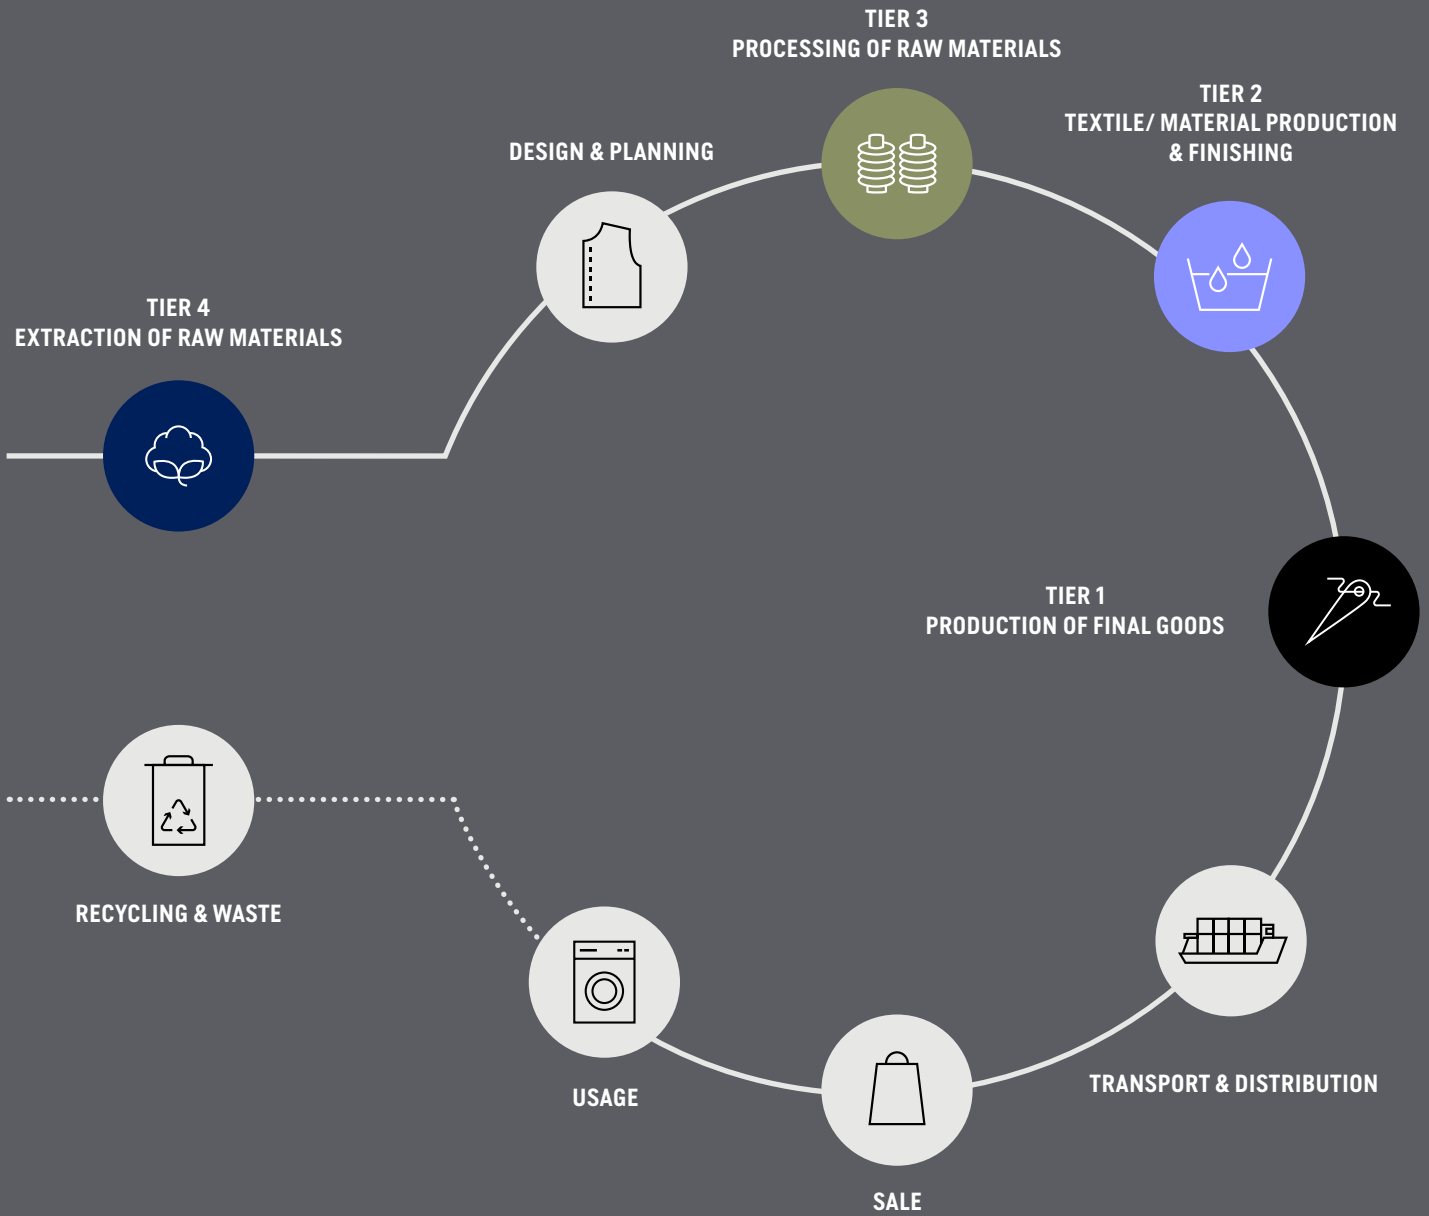 TIER 3
PROCESSING OF RAW MATERIALS
TIER 2
TEXTILE/ MATERIAL PRODUCTION
& FINISHING
DESIGN & PLANNING
TIER 4
EXTRACTION OF RAW MATERIALS
TIER 1
PRODUCTION OF FINAL GOODS
RECYCLING & WASTE
USAGE
TRANSPORT & DISTRIBUTION
SALE